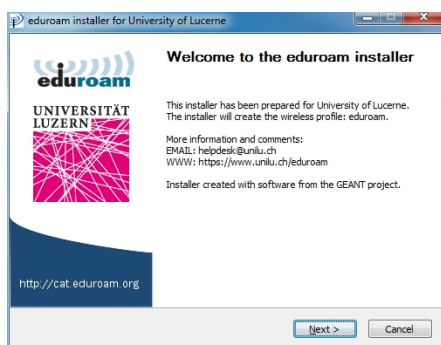 eduroam installer for University of Lucerne
eduroam
UNIVERSITÄT
LUZERN
http://cat.eduroam.org
Welcome to the eduroam installer
This installer has been prepared for University of Lucerne.
The installer will create the wireless profile: eduroam.
More information and comments:
EMAIL: helpdesk@unilu.ch
WWW: https://www.unilu.ch/eduroam
Installer created with software from the GEANT project.
Next >
Cancel